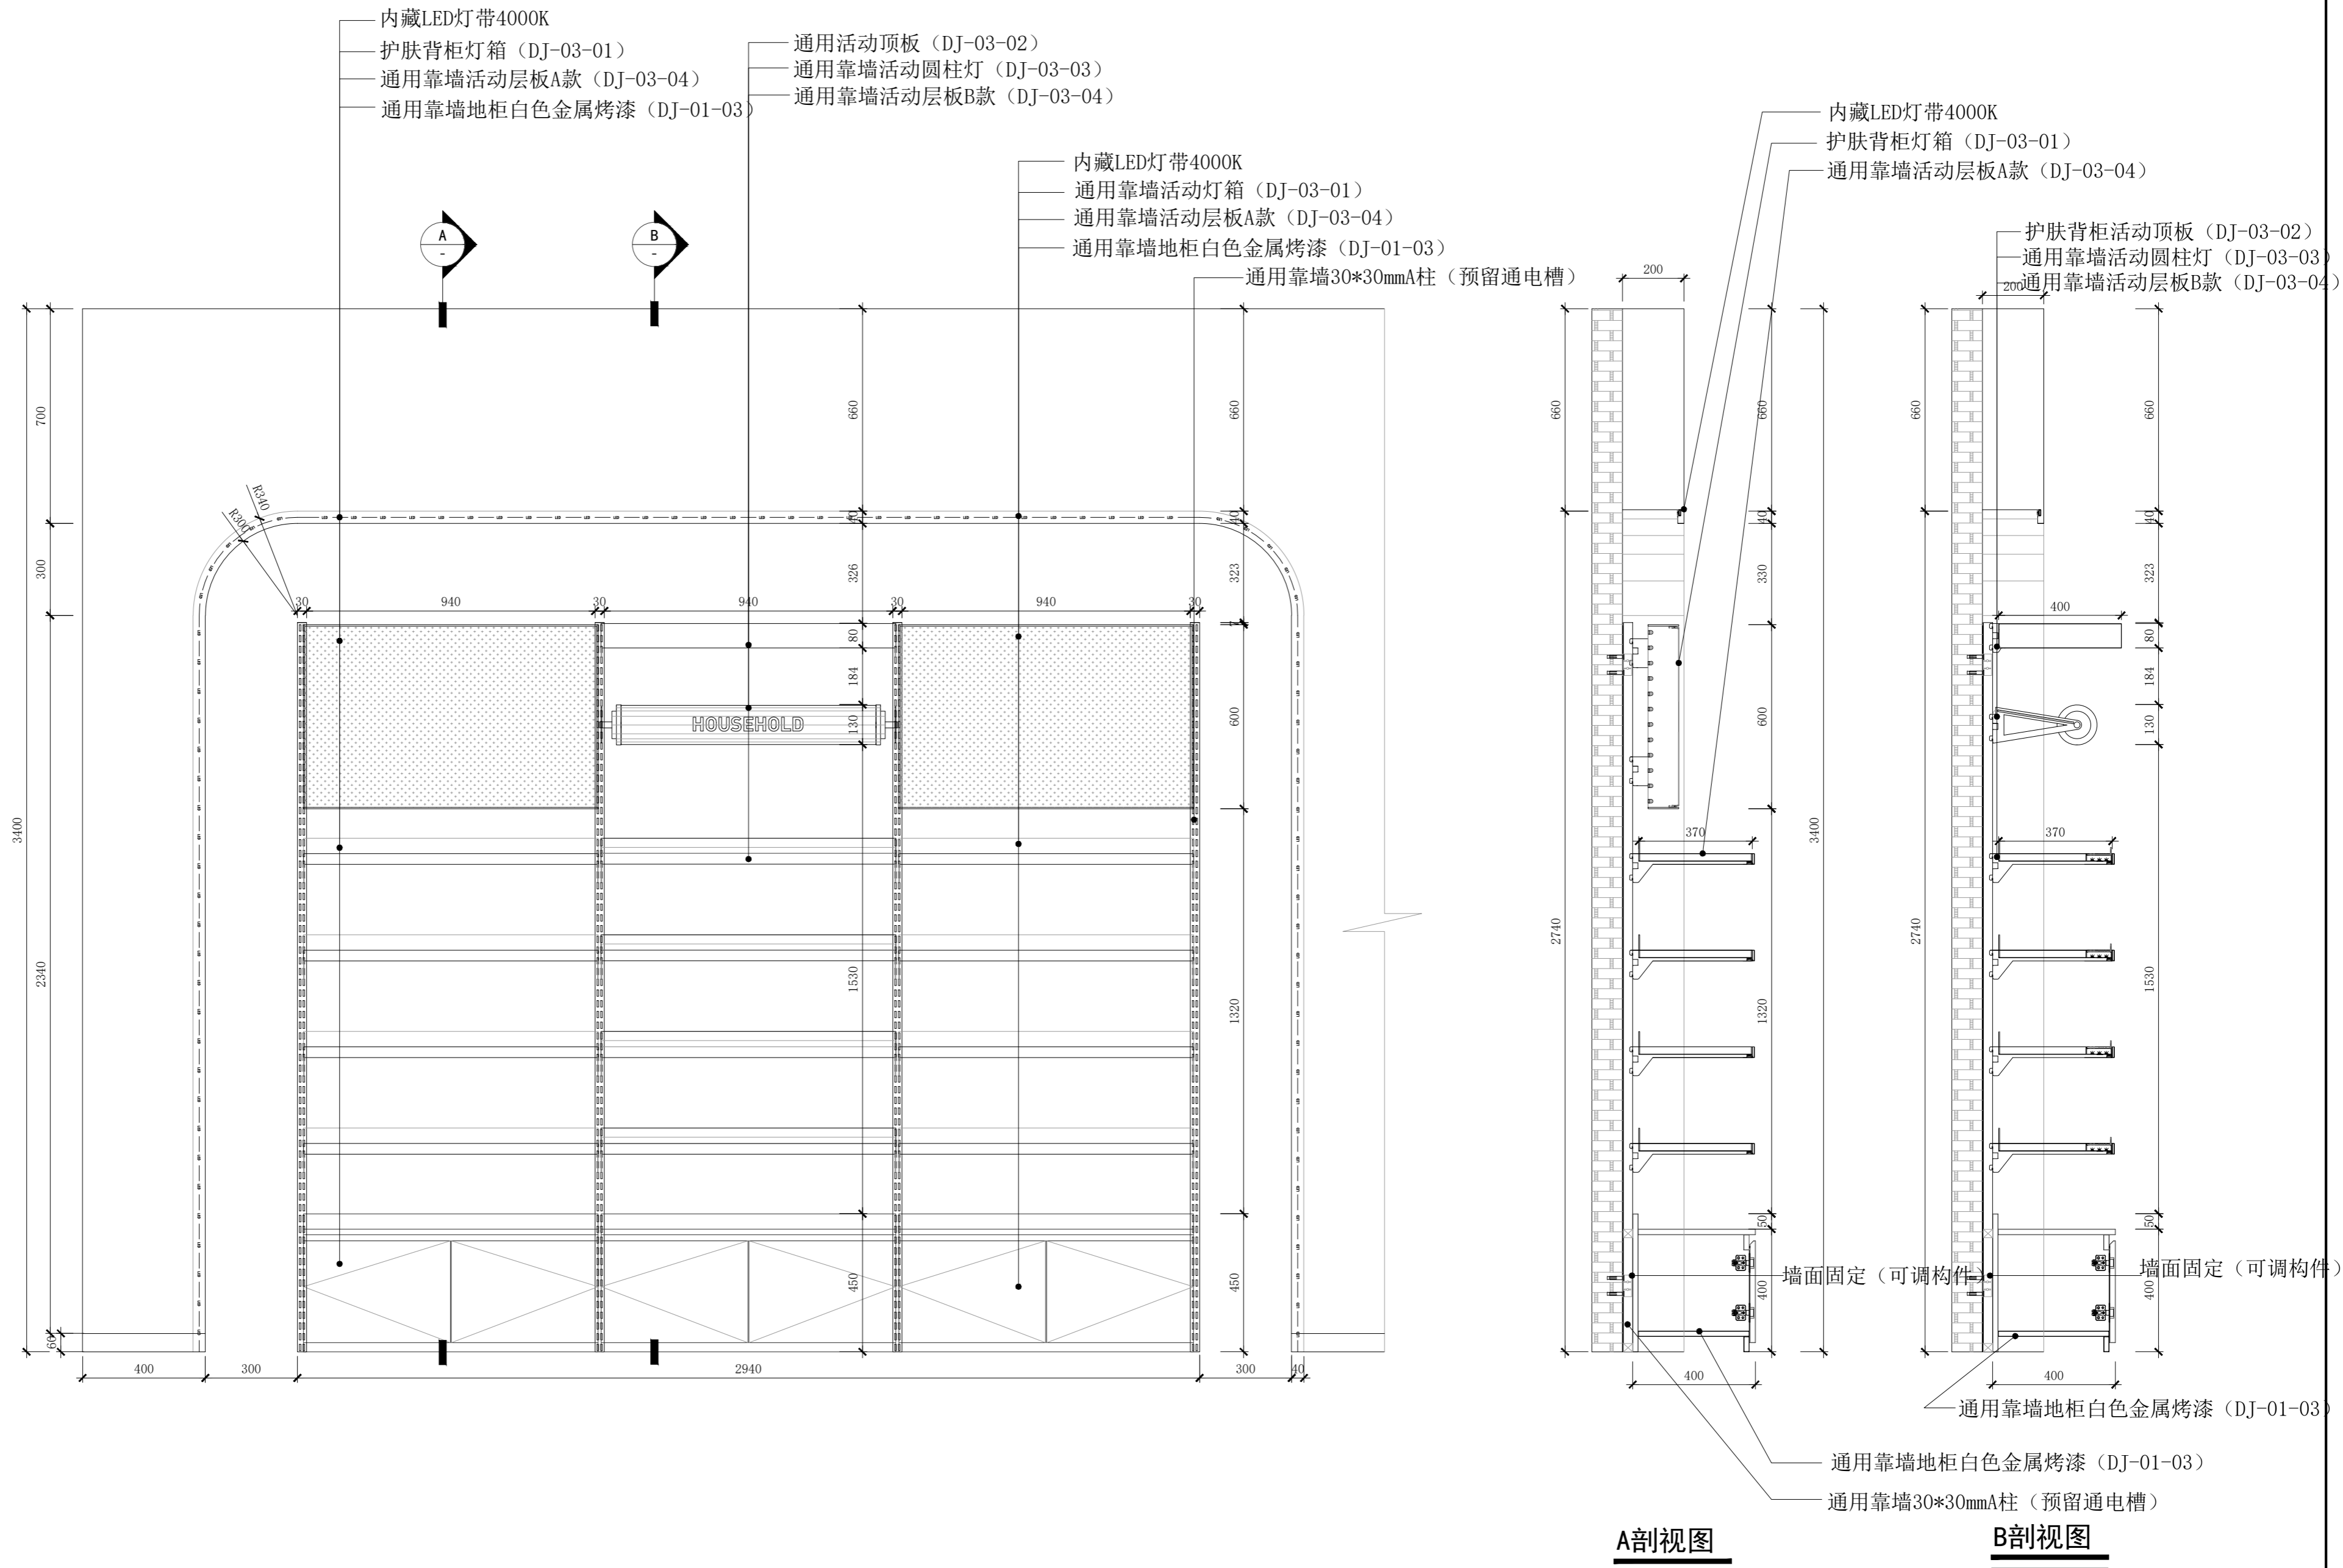 内藏LED灯带4000K
护肤背柜灯箱（DJ-03-01）
通用靠墙活动层板A款（DJ-03-04）
通用靠墙地柜白色金属烤漆（DJ-01-03）
通用活动顶板（DJ-03-02）
通用靠墙活动圆柱灯（DJ-03-03）
通用靠墙活动层板B款（DJ-03-04）
内藏LED灯带4000K
通用靠墙活动灯箱（DJ-03-01）
通用靠墙活动层板A款（DJ-03-04）
通用靠墙地柜白色金属烤漆（DJ-01-03）
通用靠墙30*30mmA柱（预留通电槽）
A
-
B
-
3400
700
300
2340
60
R340
R300
30
940
30
940
30
940
30
660
40
326
80
184
130
1530
450
660
40
323
600
1320
450
HOUSEHOLD
400
300
2940
300
40
内藏LED灯带4000K
护肤背柜灯箱（DJ-03-01）
通用靠墙活动层板A款（DJ-03-04）
200
660
2740
660
40
330
600
1320
50
400
3400
370
墙面固定（可调构件）
400
通用靠墙地柜白色金属烤漆（DJ-01-03）
通用靠墙30*30mmA柱（预留通电槽）
A剖视图
护肤背柜活动顶板（DJ-03-02）
通用靠墙活动圆柱灯（DJ-03-03）
通用靠墙活动层板B款（DJ-03-04）
200
660
2740
660
40
323
400
80
184
130
370
1530
50
400
墙面固定（可调构件）
400
通用靠墙地柜白色金属烤漆（DJ-01-03）
B剖视图